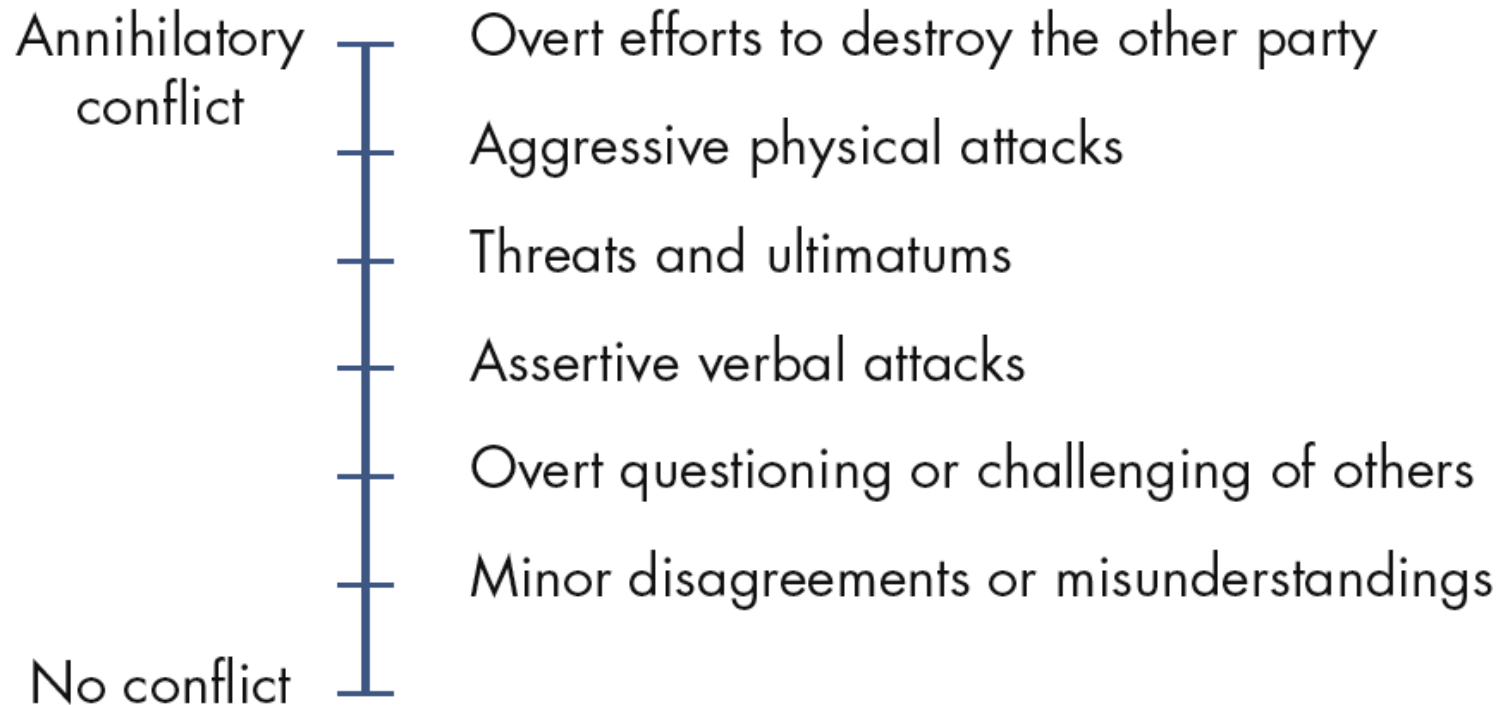 Annihilatory
conflict
Overt efforts to destroy the other party
Aggressive physical attacks
Threats and ultimatums
Assertive verbal attacks
Overt questioning or challenging of others
Minor disagreements or misunderstandings
No conflict